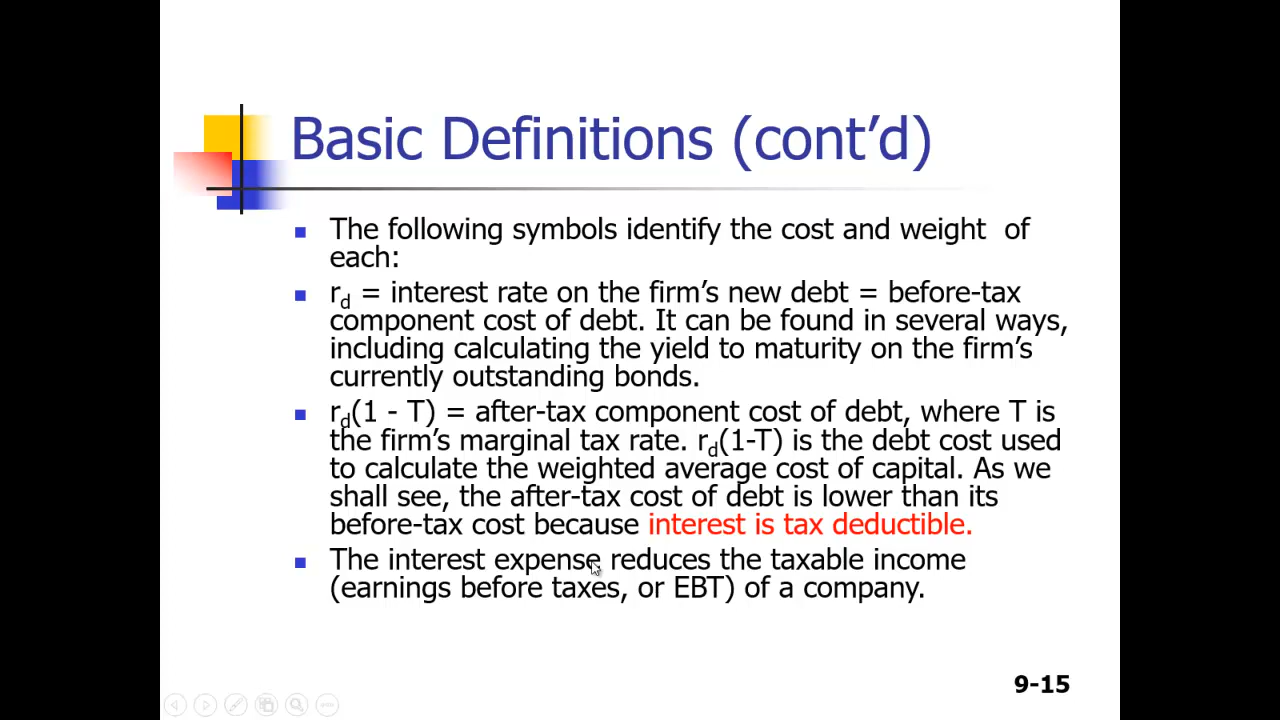 Basic Definitions (cont’d)
The following symbols identify the cost and weight  of
each:
rd = interest rate on the firm’s new debt = before-tax
component cost of debt. It can be found in several ways,
including calculating the yield to maturity on the firm’s
currently outstanding bonds.
rd(1 - T) = after-tax component cost of debt, where T is
the firm’s marginal tax rate. rd(1-T) is the debt cost used
to calculate the weighted average cost of capital. As we
shall see, the after-tax cost of debt is lower than its
before-tax cost because interest is tax deductible.
The interest expense reduces the taxable income
(earnings before taxes, or EBT) of a company.
9-15